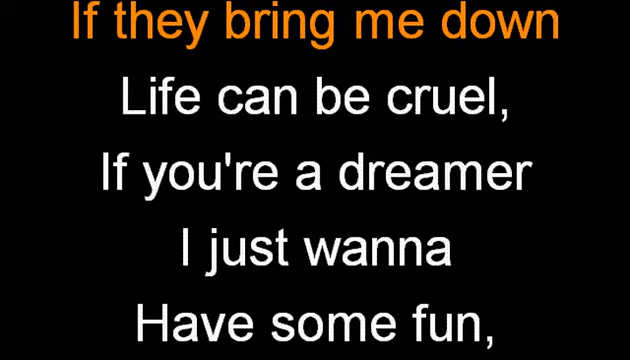 If they bring me down
Life can be cruel,
If you're a dreamer
I just wanna
Have some fun,